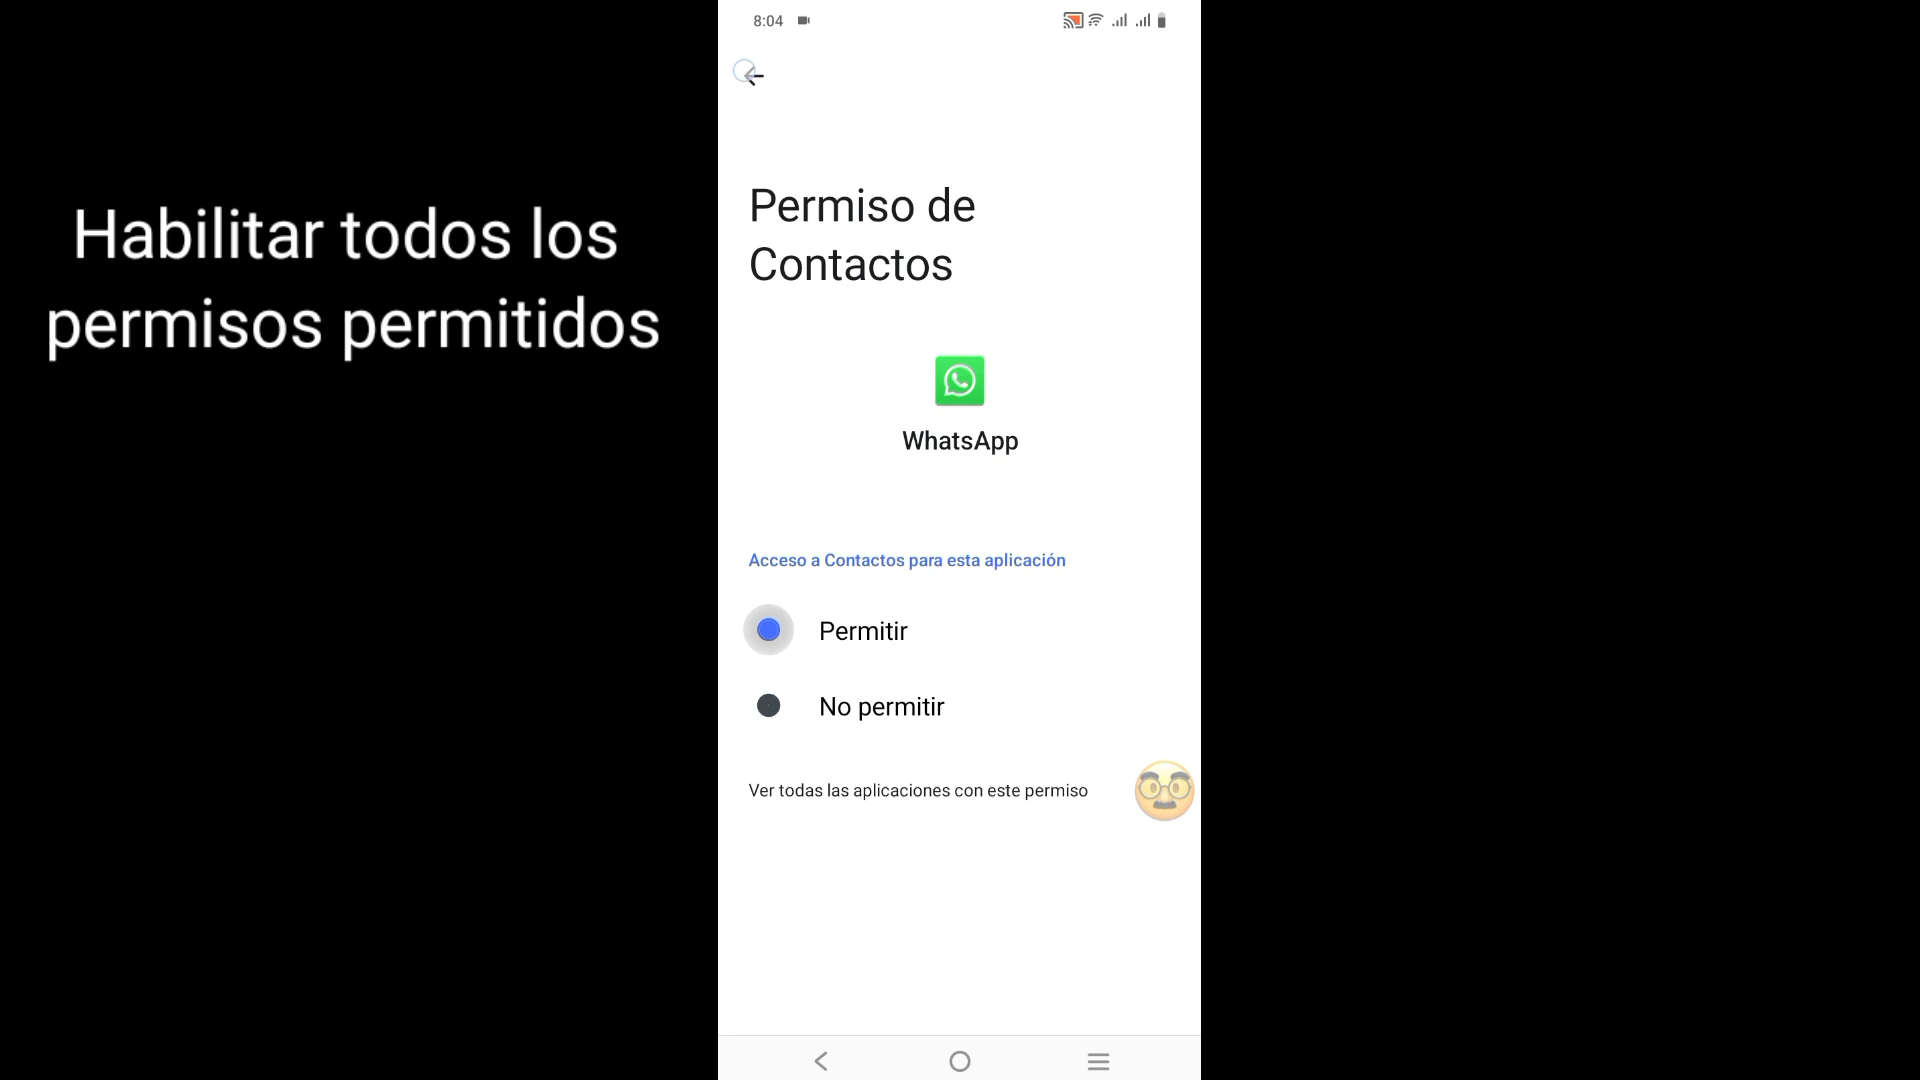 Habilitar todos los
permisos permitidos
8:04
Permiso de
Contactos
WhatsApp
Acceso a Contactos para esta aplicación
Permitir
No permitir
Ver todas las aplicaciones con este permiso